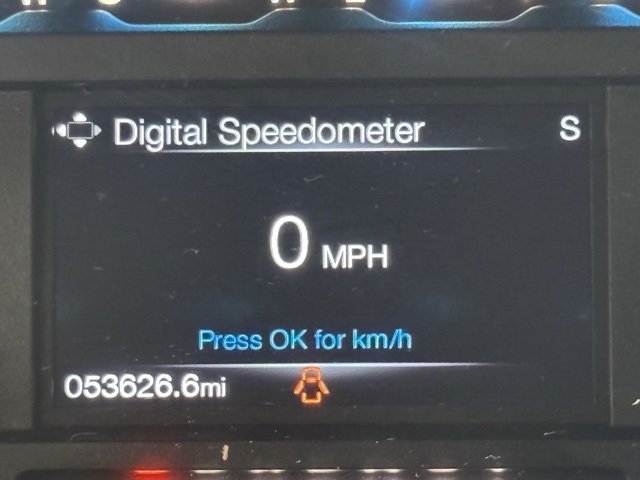 Digital Speedometer S
0 MPH
Press OK for km/h
053626.6mi